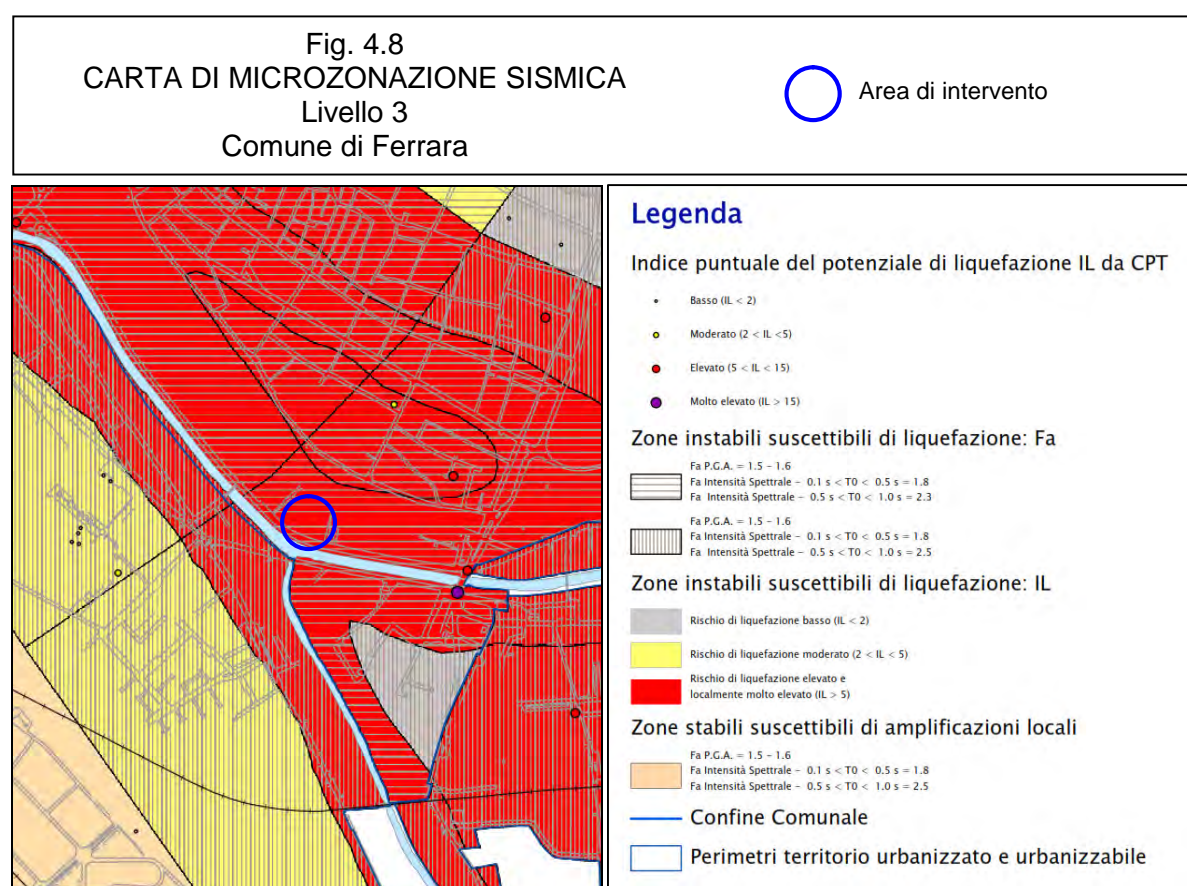 Fig. 4.8
CARTA DI MICROZONAZIONE SISMICA
Livello 3
Comune di Ferrara
Area di intervento
Legenda
Indice puntuale del potenziale di liquefazione IL da CPT
Basso (IL < 2)
Moderato (2 < IL <5)
Elevato (5 < IL < 15)
Molto elevato (IL > 15)
Zone instabili suscettibili di liquefazione: Fa
Fa P.G.A. = 1.5 - 1.6
Fa Intensità Spettrale - 0.1 s < T0 < 0.5 s = 1.8
Fa Intensità Spettrale - 0.5 s < T0 < 1.0 s = 2.3
Fa P.G.A. = 1.5 - 1.6
Fa Intensità Spettrale - 0.1 s < T0 < 0.5 s = 1.8
Fa Intensità Spettrale - 0.5 s < T0 < 1.0 s = 2.5
Zone instabili suscettibili di liquefazione: IL
Rischio di liquefazione basso (IL < 2)
Rischio di liquefazione moderato (2 < IL < 5)
Rischio di liquefazione elevato e
localmente molto elevato (IL > 5)
Zone stabili suscettibili di amplificazioni locali
Fa P.G.A. = 1.5 - 1.6
Fa Intensità Spettrale - 0.1 s < T0 < 0.5 s = 1.8
Fa Intensità Spettrale - 0.5 s < T0 < 1.0 s = 2.5
Confine Comunale
Perimetri territorio urbanizzato e urbanizzabile